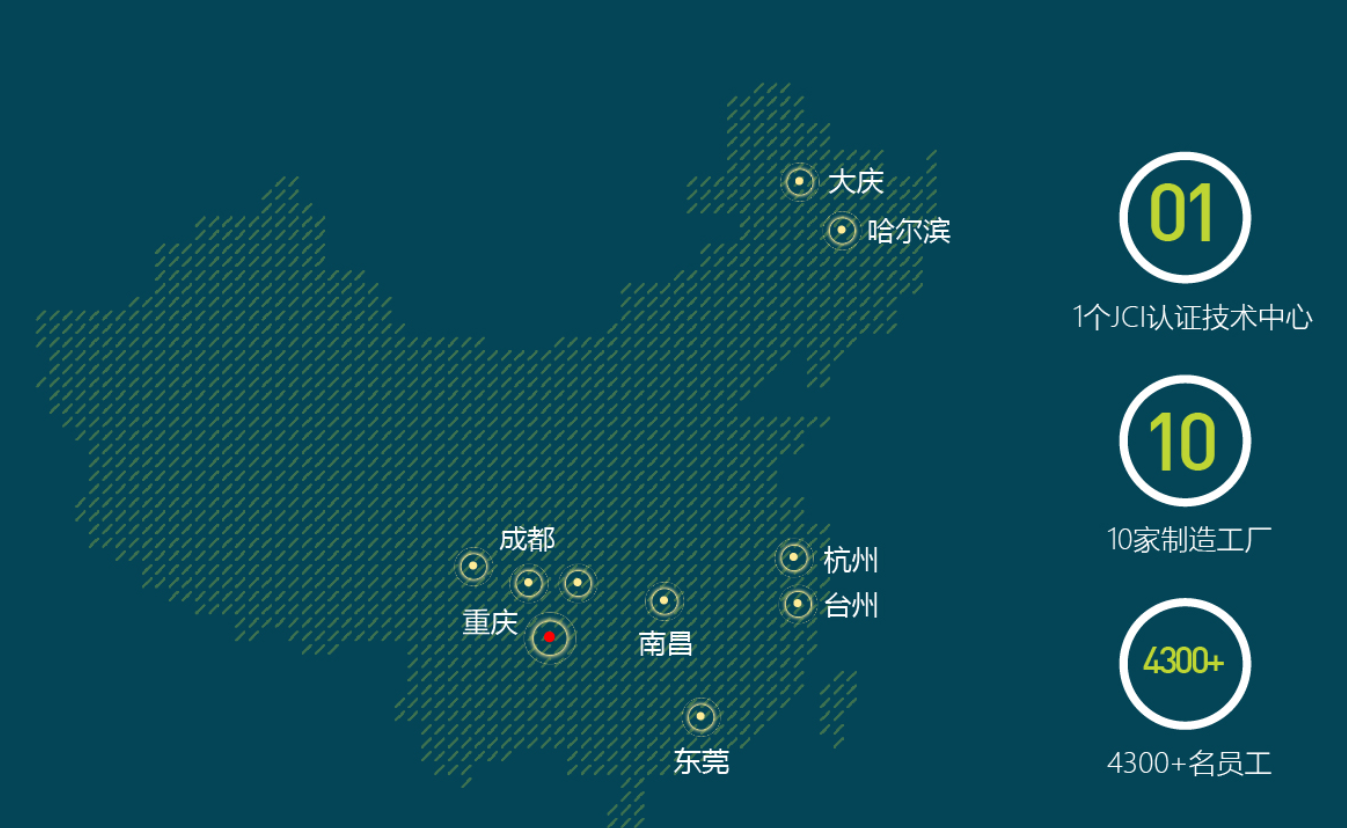 大庆
哈尔滨
成都
重庆
南昌
杭州
台州
东莞
01
1个JCI认证技术中心
10
10家制造工厂
4300+
4300+名员工